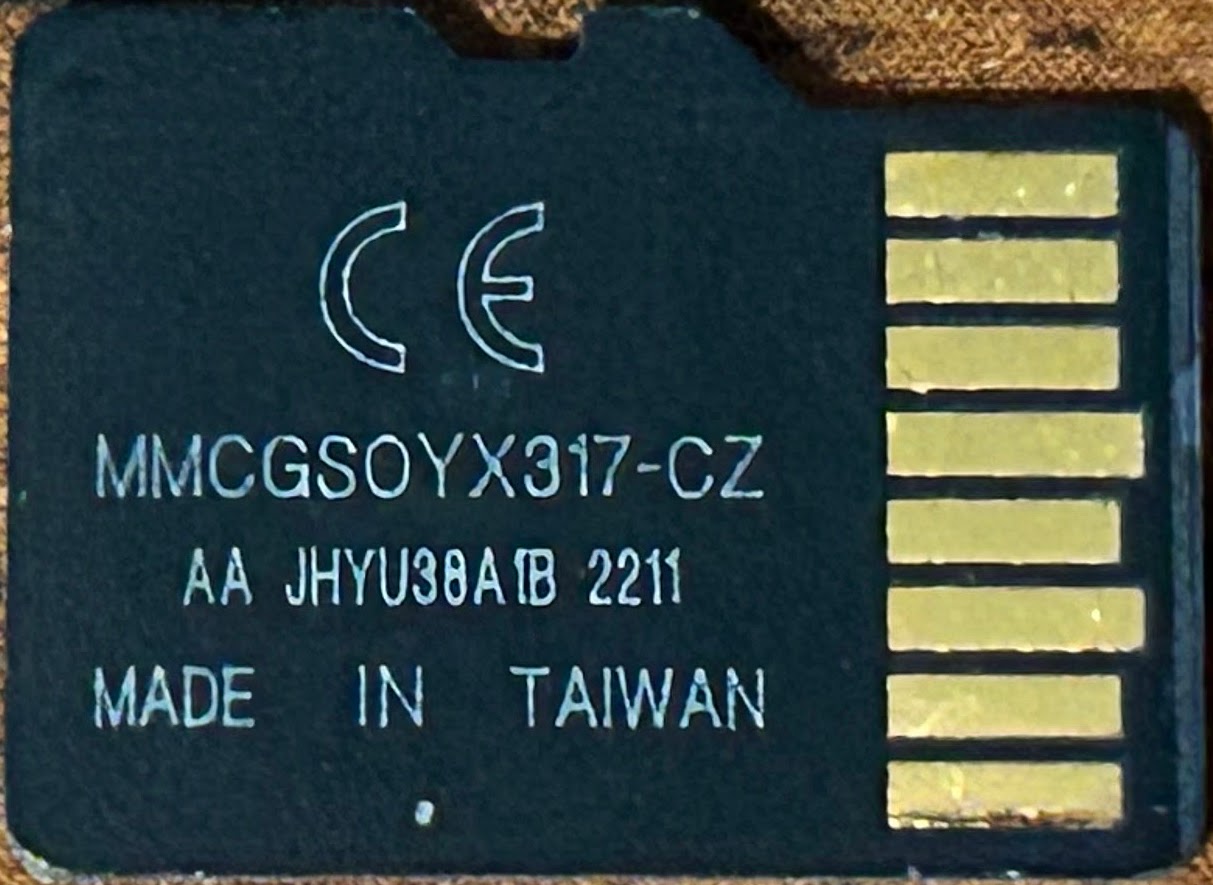 CE
MMCGSOYX317-CZ
AA JHYU38A1B 2211
MADE IN TAIWAN